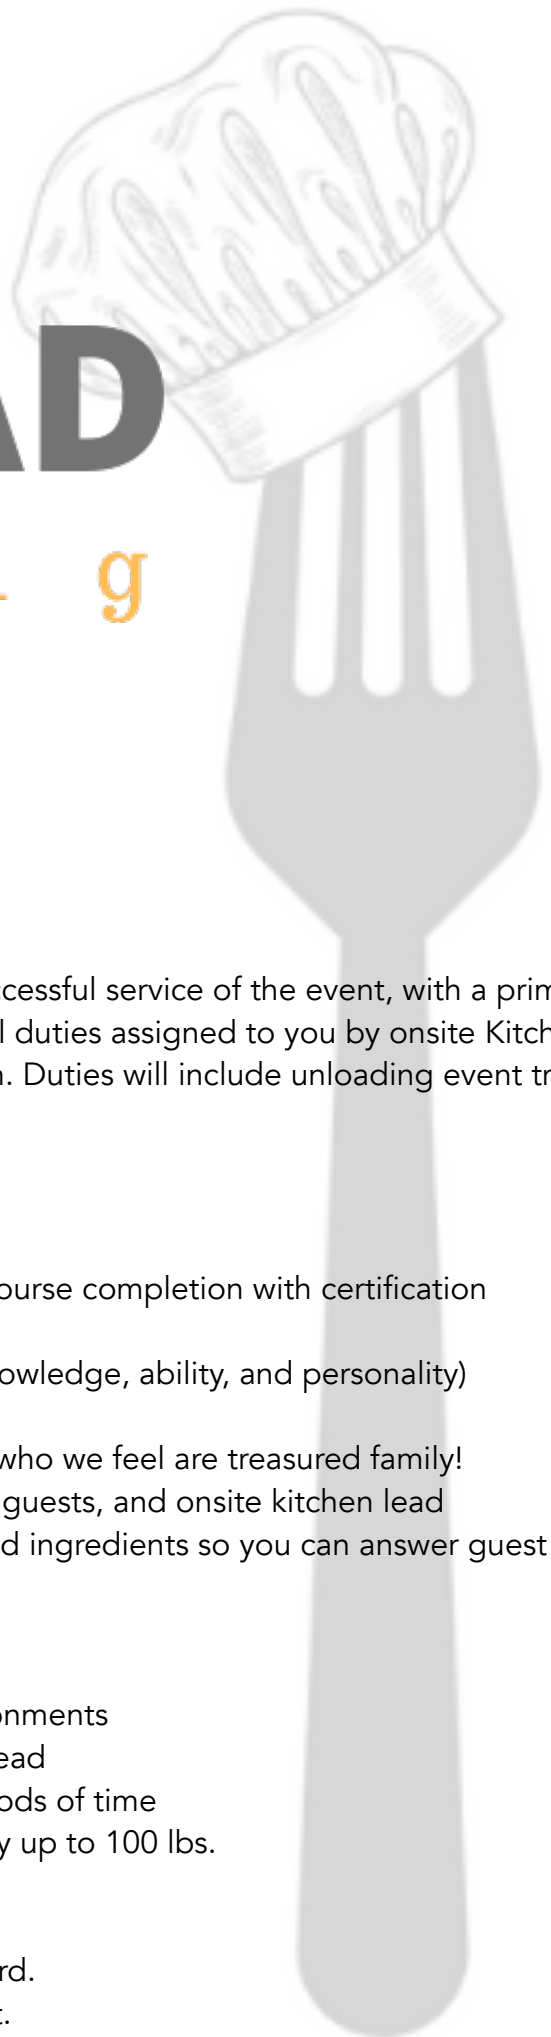 AD
g
ccessful service of the event, with a prim
l duties assigned to you by onsite Kitch
n. Duties will include unloading event tr
ourse completion with certification
owledge, ability, and personality)
who we feel are treasured family!
guests, and onsite kitchen lead
d ingredients so you can answer guest
onments
ead
ods of time
y up to 100 lbs.
rd.
t.